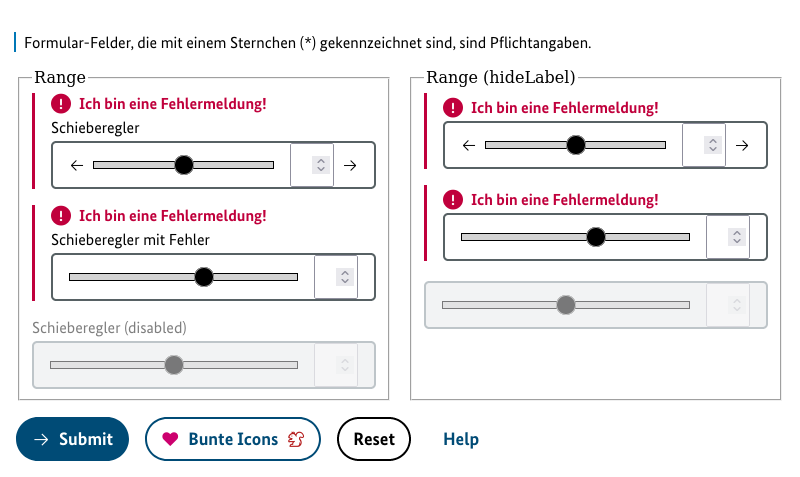 Formular-Felder, die mit einem Sternchen (*) gekennzeichnet sind, sind Pflichtangaben.
Range
Ich bin eine Fehlermeldung!
Schieberegler
Ich bin eine Fehlermeldung!
Schieberegler mit Fehler
Schieberegler (disabled)
Range (hideLabel)
Ich bin eine Fehlermeldung!
Ich bin eine Fehlermeldung!
Submit
Bunte Icons
Reset
Help